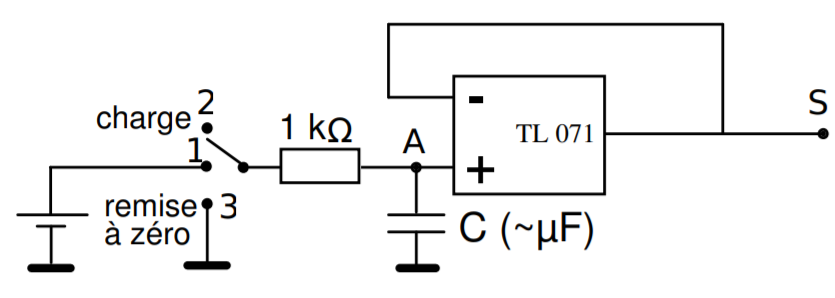 charge 2
1
remise 3
à zéro
1 kΩ
A
-
+
TL 071
C (~µF)
S